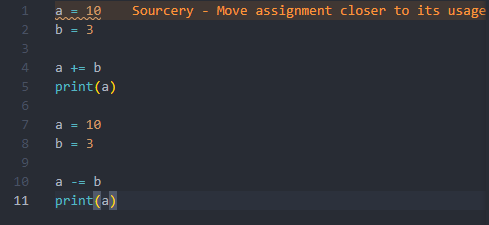 1 a = 10 Sourcery - Move assignment closer to its usage
2 b = 3
3
4 a += b
5 print(a)
6
7 a = 10
8 b = 3
9
10 a -= b
11 print(a)